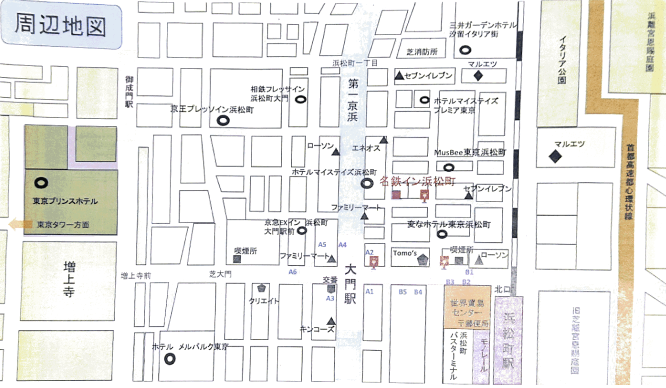 周辺地図
三井ガーデンホテル
汐留イタリア街
芝消防所
浜松町一丁目
セブンイレブン
マルエツ
イタリア公園
浜離宮恩賜庭園
御成門駅
相鉄フレッサイン
浜松町大門
京王プレッソイン浜松町
第一京浜
ホテルマイステイズ
プレミア東京
ローソン
エネオス
MusBee東京浜松町
マルエツ
首都高速都心環状線
ホテルマイステイズ浜松町
名鉄イン浜松町
セブンイレブン
東京プリンスホテル
東京タワー方面
ファミリーマート
京急EXイン 浜松町
大門駅前
変なホテル東京浜松町
A5
A4
喫煙所
ファミリーマート
A2
Tomo's
喫煙所
ローソン
増上寺
増上寺前
芝大門
A6
大門駅
B1
B3
B2
北口
クリエイト
交番
A3
A1
B5
B4
キンコーズ
世界貿易
センター
〒郵便局
浜松町
バスターミナル
モノレール
浜松町駅
旧芝離宮恩賜庭園
ホテル メルパルク東京